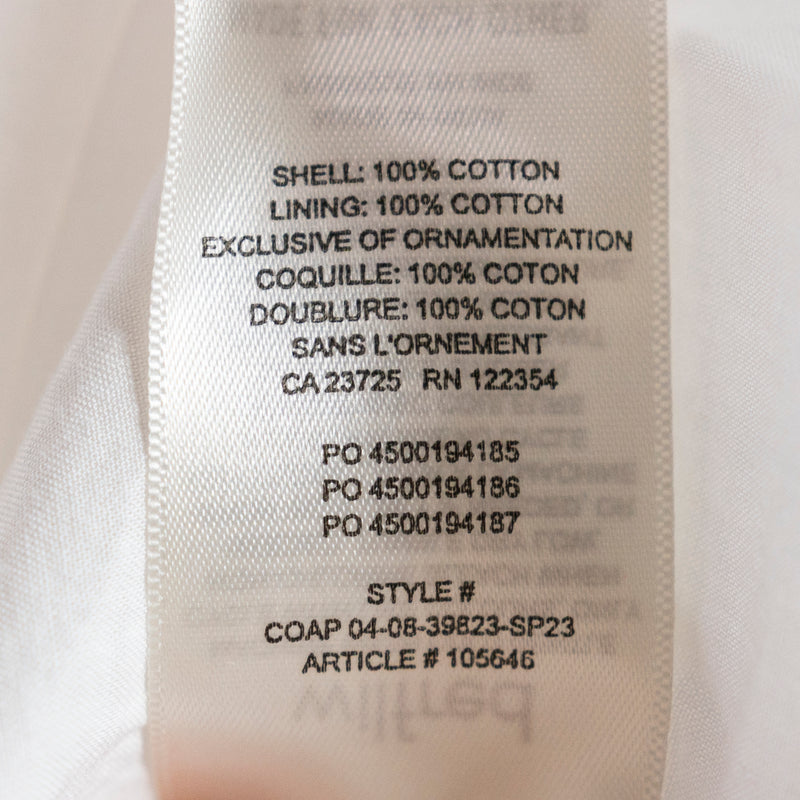 SHELL: 100% COTTON
LINING: 100% COTTON
EXCLUSIVE OF ORNAMENTATION
COQUILLE: 100% COTON
DOUBLURE: 100% COTON
SANS L'ORNEMENT
CA 23725 RN 122354
PO 4500194185
PO 4500194186
PO 4500194187
STYLE #
COAP 04-08-39823-SP23
ARTICLE # 105646
wilfred